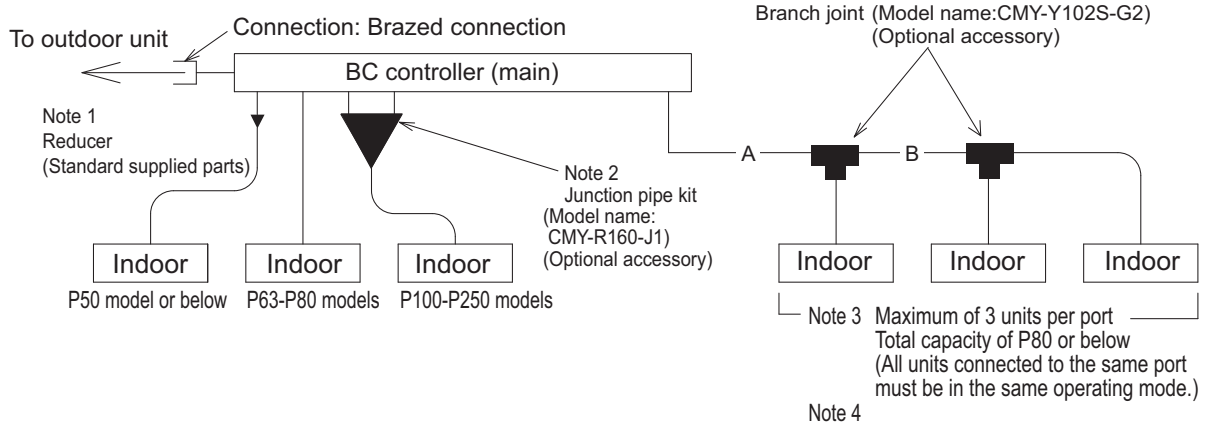 Branch joint (Model name:CMY-Y102S-G2)
(Optional accessory)
To outdoor unit
Connection: Brazed connection
BC controller (main)
Note 1
Reducer
(Standard supplied parts)
Note 2
Junction pipe kit
(Model name:
CMY-R160-J1)
(Optional accessory)
A
B
Indoor
Indoor
Indoor
Indoor
Indoor
Indoor
P50 model or below
P63-P80 models
P100-P250 models
Note 3 Maximum of 3 units per port
Total capacity of P80 or below
(All units connected to the same port
must be in the same operating mode.)
Note 4